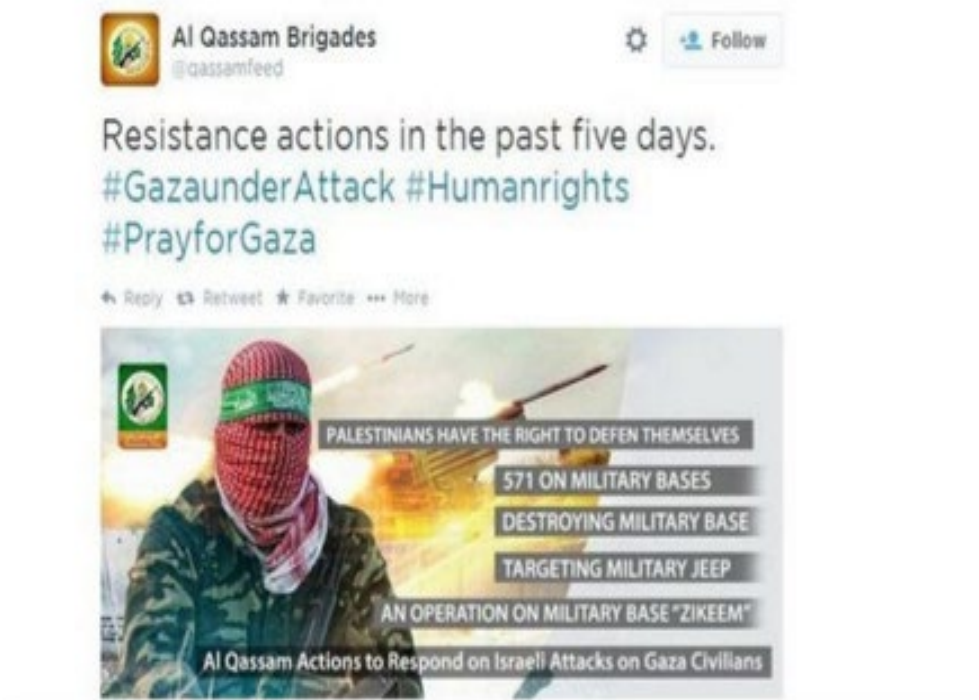 Al Qassam Brigades
@qassamfeed
Follow
Resistance actions in the past five days.
#GazaunderAttack #Humanrights
#PrayforGaza
Reply Retweet Favorite More
PALESTINIANS HAVE THE RIGHT TO DEFEN THEMSELVES
571 ON MILITARY BASES
DESTROYING MILITARY BASE
TARGETING MILITARY JEEP
AN OPERATION ON MILITARY BASE "ZIKEEM"
Al Qassam Actions to Respond on Israeli Attacks on Gaza Civilians